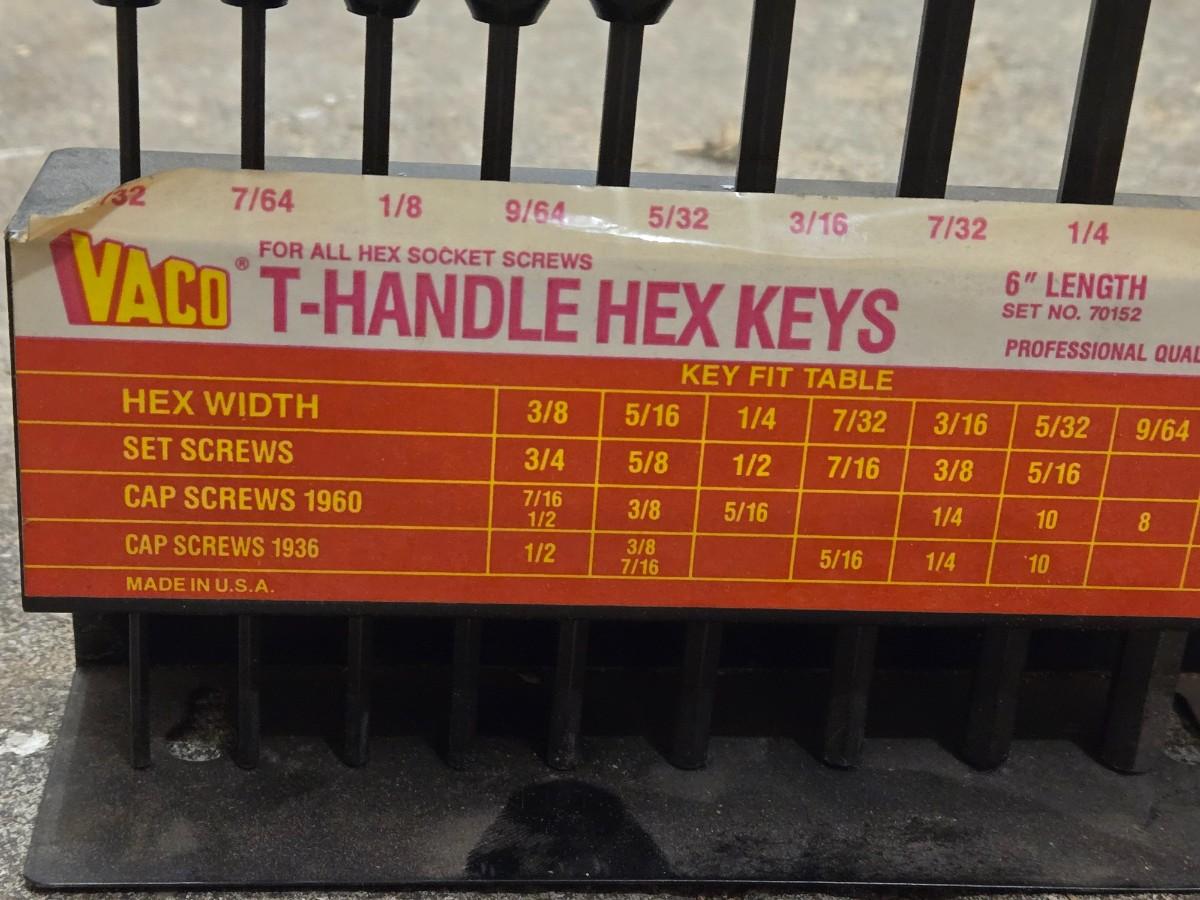 /32 7/64 1/8 9/64 5/32 3/16 7/32 1/4
VACO®
FOR ALL HEX SOCKET SCREWS
T-HANDLE HEX KEYS
6" LENGTH
SET NO. 70152
PROFESSIONAL QUAL
KEY FIT TABLE
HEX WIDTH 3/8 5/16 1/4 7/32 3/16 5/32 9/64
SET SCREWS 3/4 5/8 1/2 7/16 3/8 5/16
CAP SCREWS 1960 7/16 1/2 3/8 5/16 1/4 10 8
CAP SCREWS 1936 1/2 3/8 7/16 5/16 1/4 10
MADE IN U.S.A.